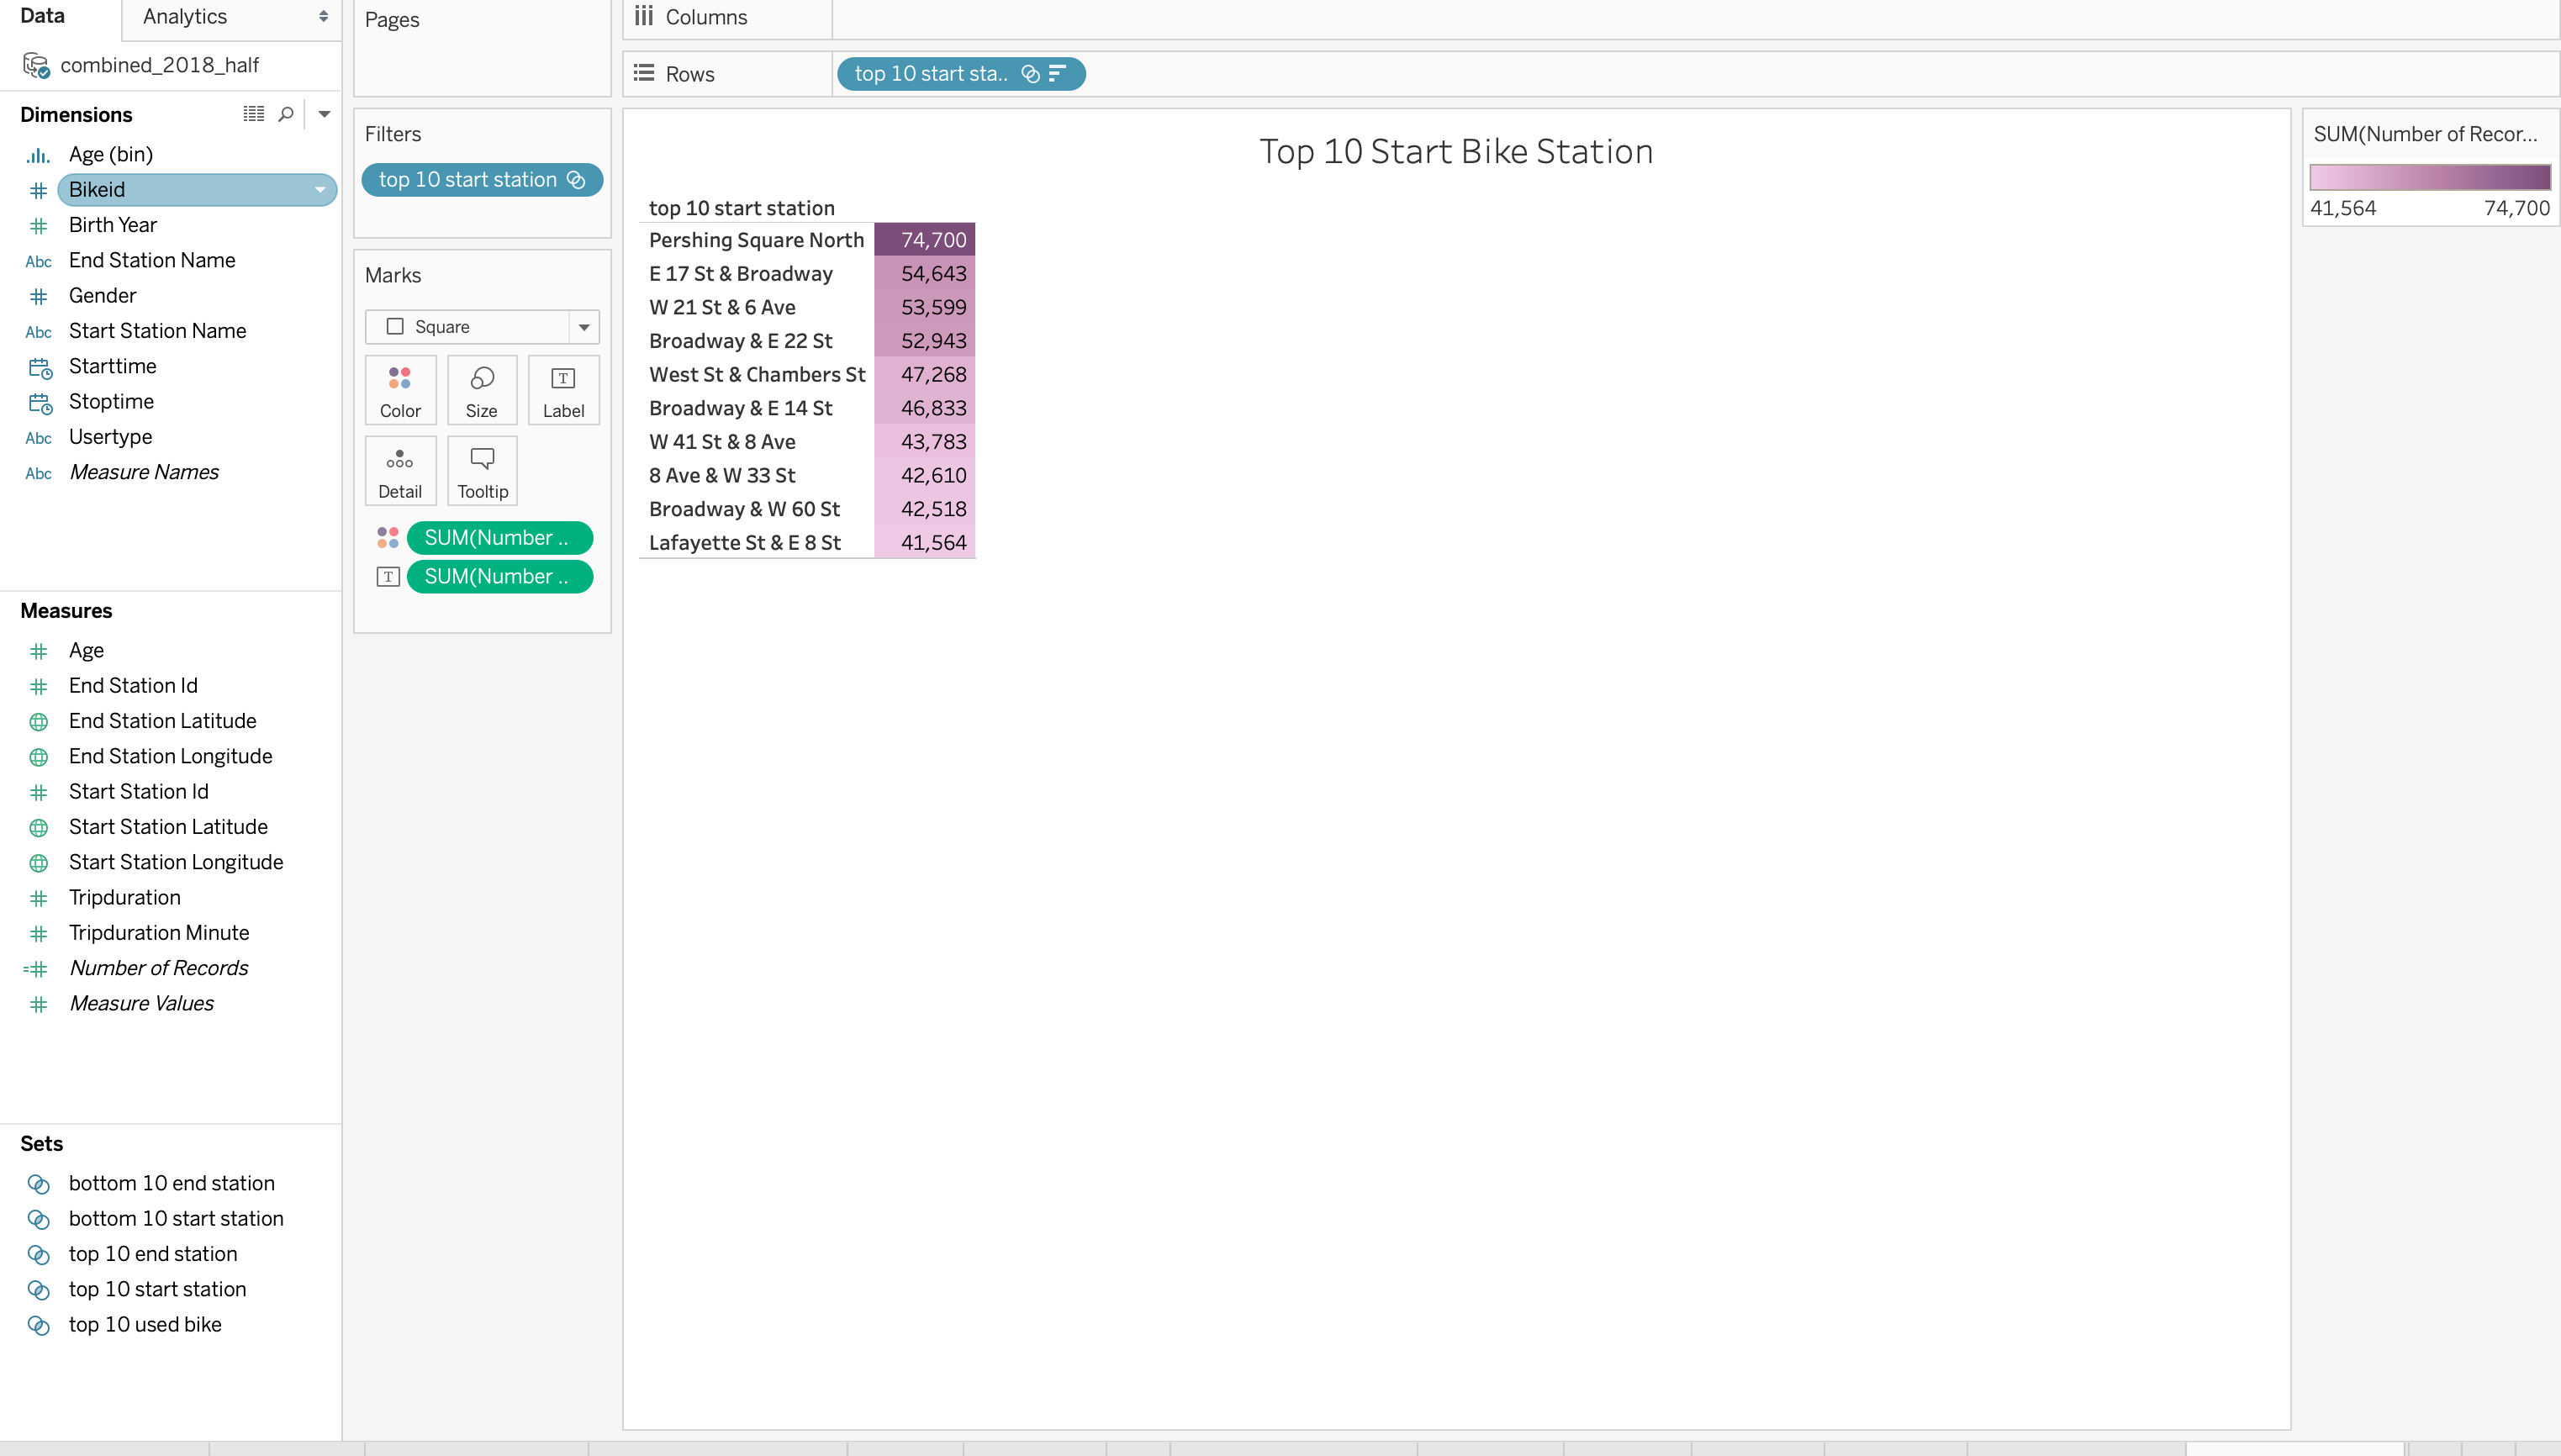 Data
Analytics
combined_2018_half
Dimensions
Age (bin)
Bikeid
Birth Year
Abc End Station Name
Gender
Abc Start Station Name
Starttime
Stoptime
Abc Usertype
Abc Measure Names
Measures
Age
End Station Id
End Station Latitude
End Station Longitude
Start Station Id
Start Station Latitude
Start Station Longitude
Tripduration
Tripduration Minute
Number of Records
Measure Values
Sets
bottom 10 end station
bottom 10 start station
top 10 end station
top 10 start station
top 10 used bike
Pages
Filters
top 10 start station
Marks
Square
Color Size Label
Detail Tooltip
SUM(Number ..
SUM(Number ..
Columns
Rows
top 10 start sta..
Top 10 Start Bike Station
top 10 start station
Pershing Square North 74,700
E 17 St & Broadway 54,643
W 21 St & 6 Ave 53,599
Broadway & E 22 St 52,943
West St & Chambers St 47,268
Broadway & E 14 St 46,833
W 41 St & 8 Ave 43,783
8 Ave & W 33 St 42,610
Broadway & W 60 St 42,518
Lafayette St & E 8 St 41,564
SUM(Number of Recor...
41,564 74,700